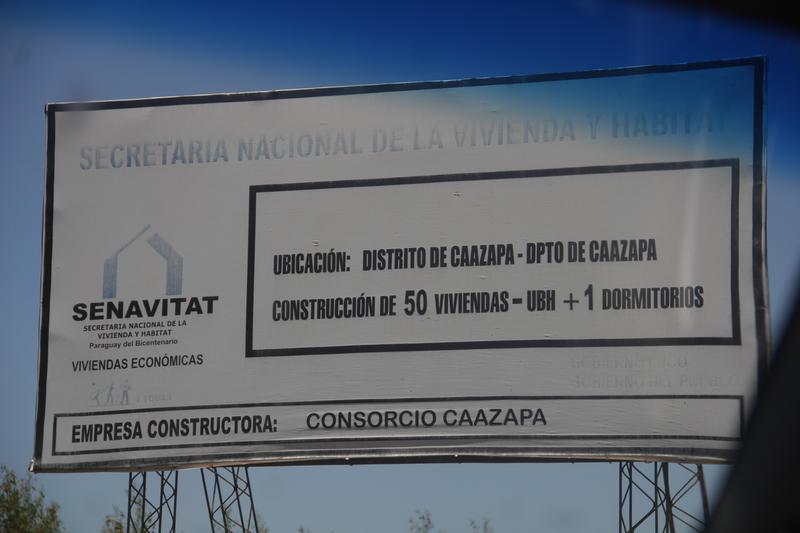 SECRETARIA NACIONAL DE LA VIVIENDA Y HABITAT
UBICACIÓN: DISTRITO DE CAAZAPA - DPTO DE CAAZAPA
CONSTRUCCIÓN DE 50 VIVIENDAS - UBH + 1 DORMITORIOS
SENAVITAT
SECRETARIA NACIONAL DE LA
VIVIENDA Y HABITAT
Paraguay del Bicentenario
VIVIENDAS ECONÓMICAS
GOBIERNO DEL PUEBLO
EMPRESA CONSTRUCTORA: CONSORCIO CAAZAPA